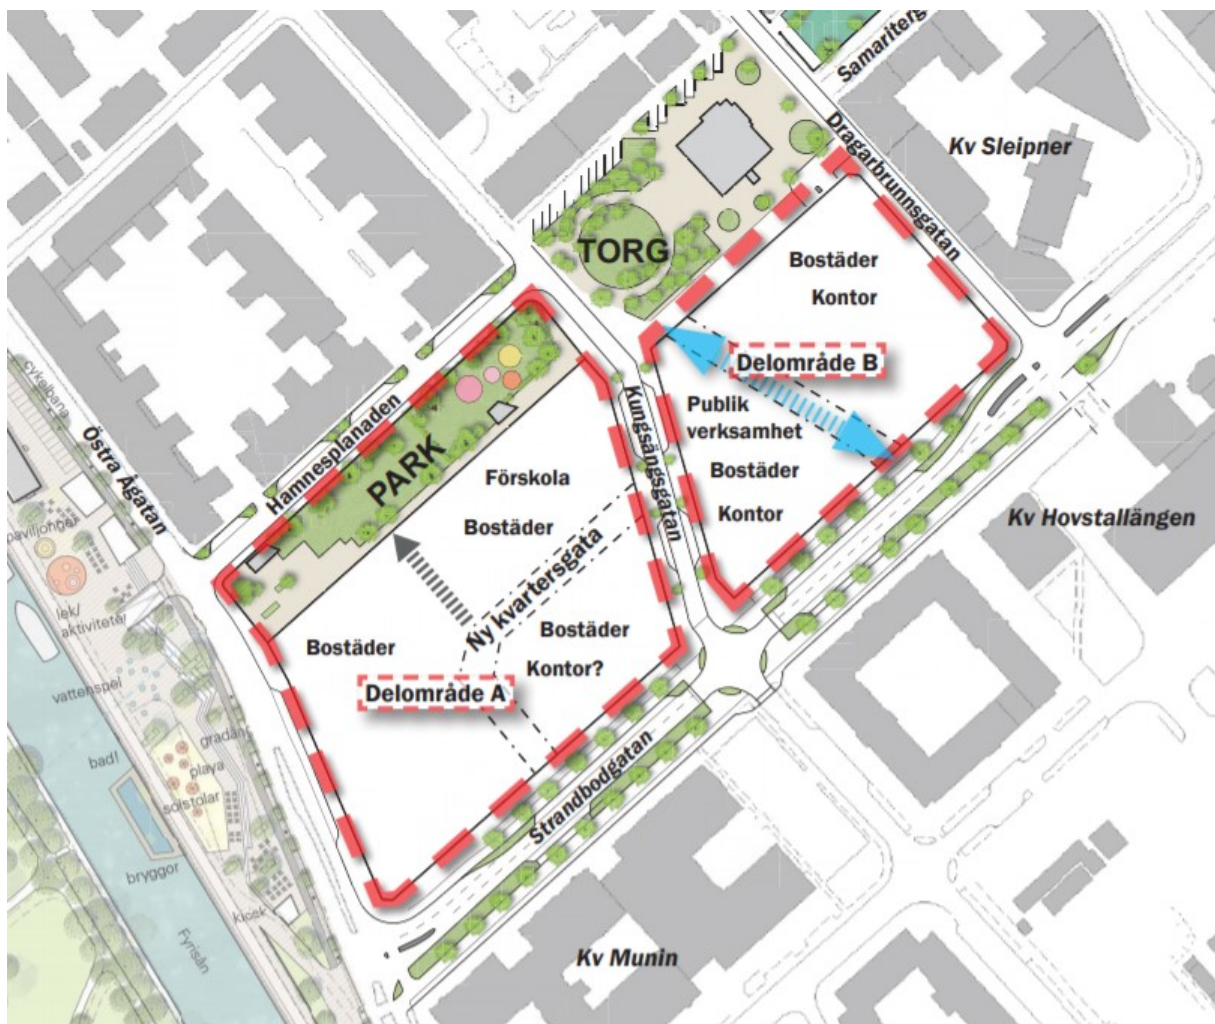 Samariterg
Dragarbrunnsgatan
Kv Sleipner
TORG
Bostäder
Kontor
Delområde B
Publik
verksamhet
Bostäder
Kontor
Kungsängsgatan
Kv Hovstallängen
Hamnesplanaden
PARK
Förskola
Bostäder
Ny kvartersgata
Bostäder
Bostäder
Kontor?
Delområde A
Strandbodgatan
Kv Munin
cykelbana
Östra Ågatan
paviljonger
lek/
aktiviteter
vattenspel
gradäng
bad!
playa
solstolar
bryggor
kiosk
Fyrisån